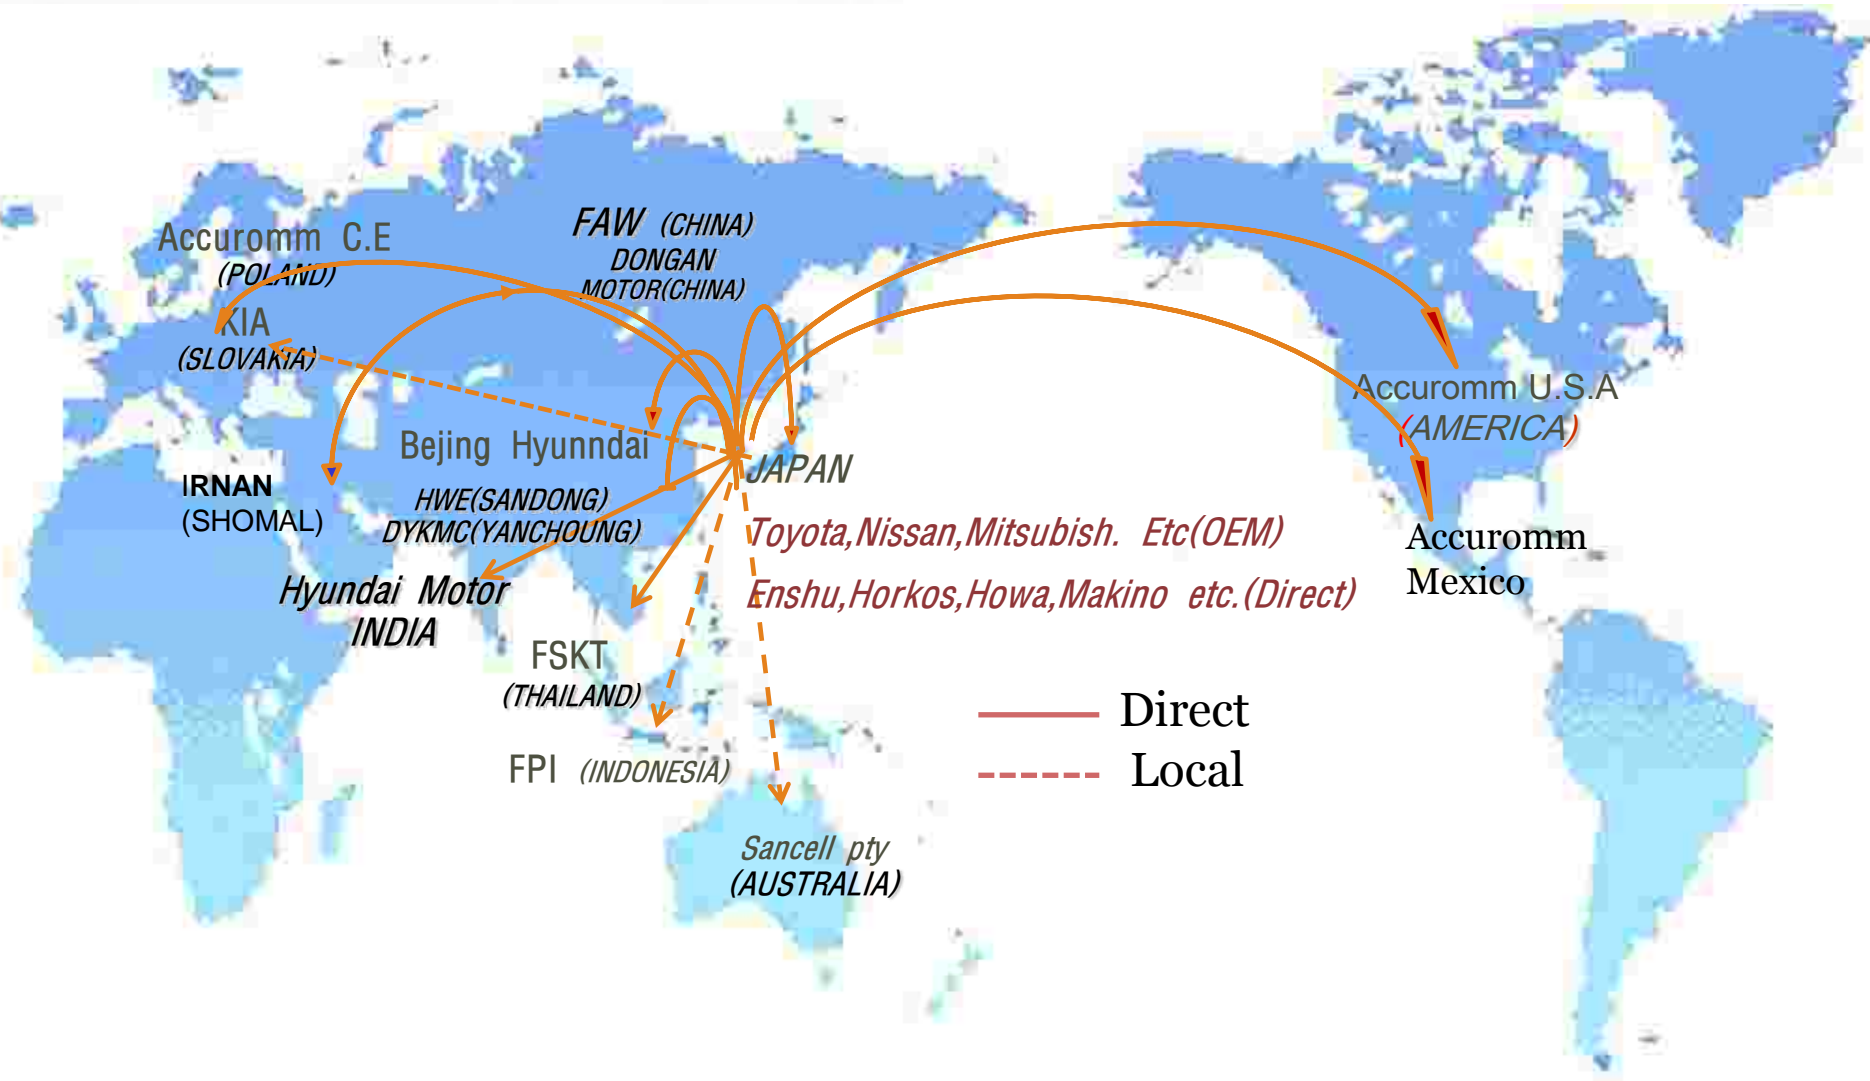 Accuromm C.E
(POLAND)
KIA
(SLOVAKIA)
FAW (CHINA)
DONGAN
MOTOR(CHINA)
Bejing Hyunndai
HWE(SANDONG)
DYKMC(YANCHOUNG)
IRNAN
(SHOMAL)
Hyundai Motor
INDIA
JAPAN
Toyota,Nissan,Mitsubish. Etc(OEM)
Enshu,Horkos,Howa,Makino etc.(Direct)
Accuromm U.S.A
(AMERICA)
Accuromm
Mexico
FSKT
(THAILAND)
FPI (INDONESIA)
Sancell pty
(AUSTRALIA)
Direct
Local